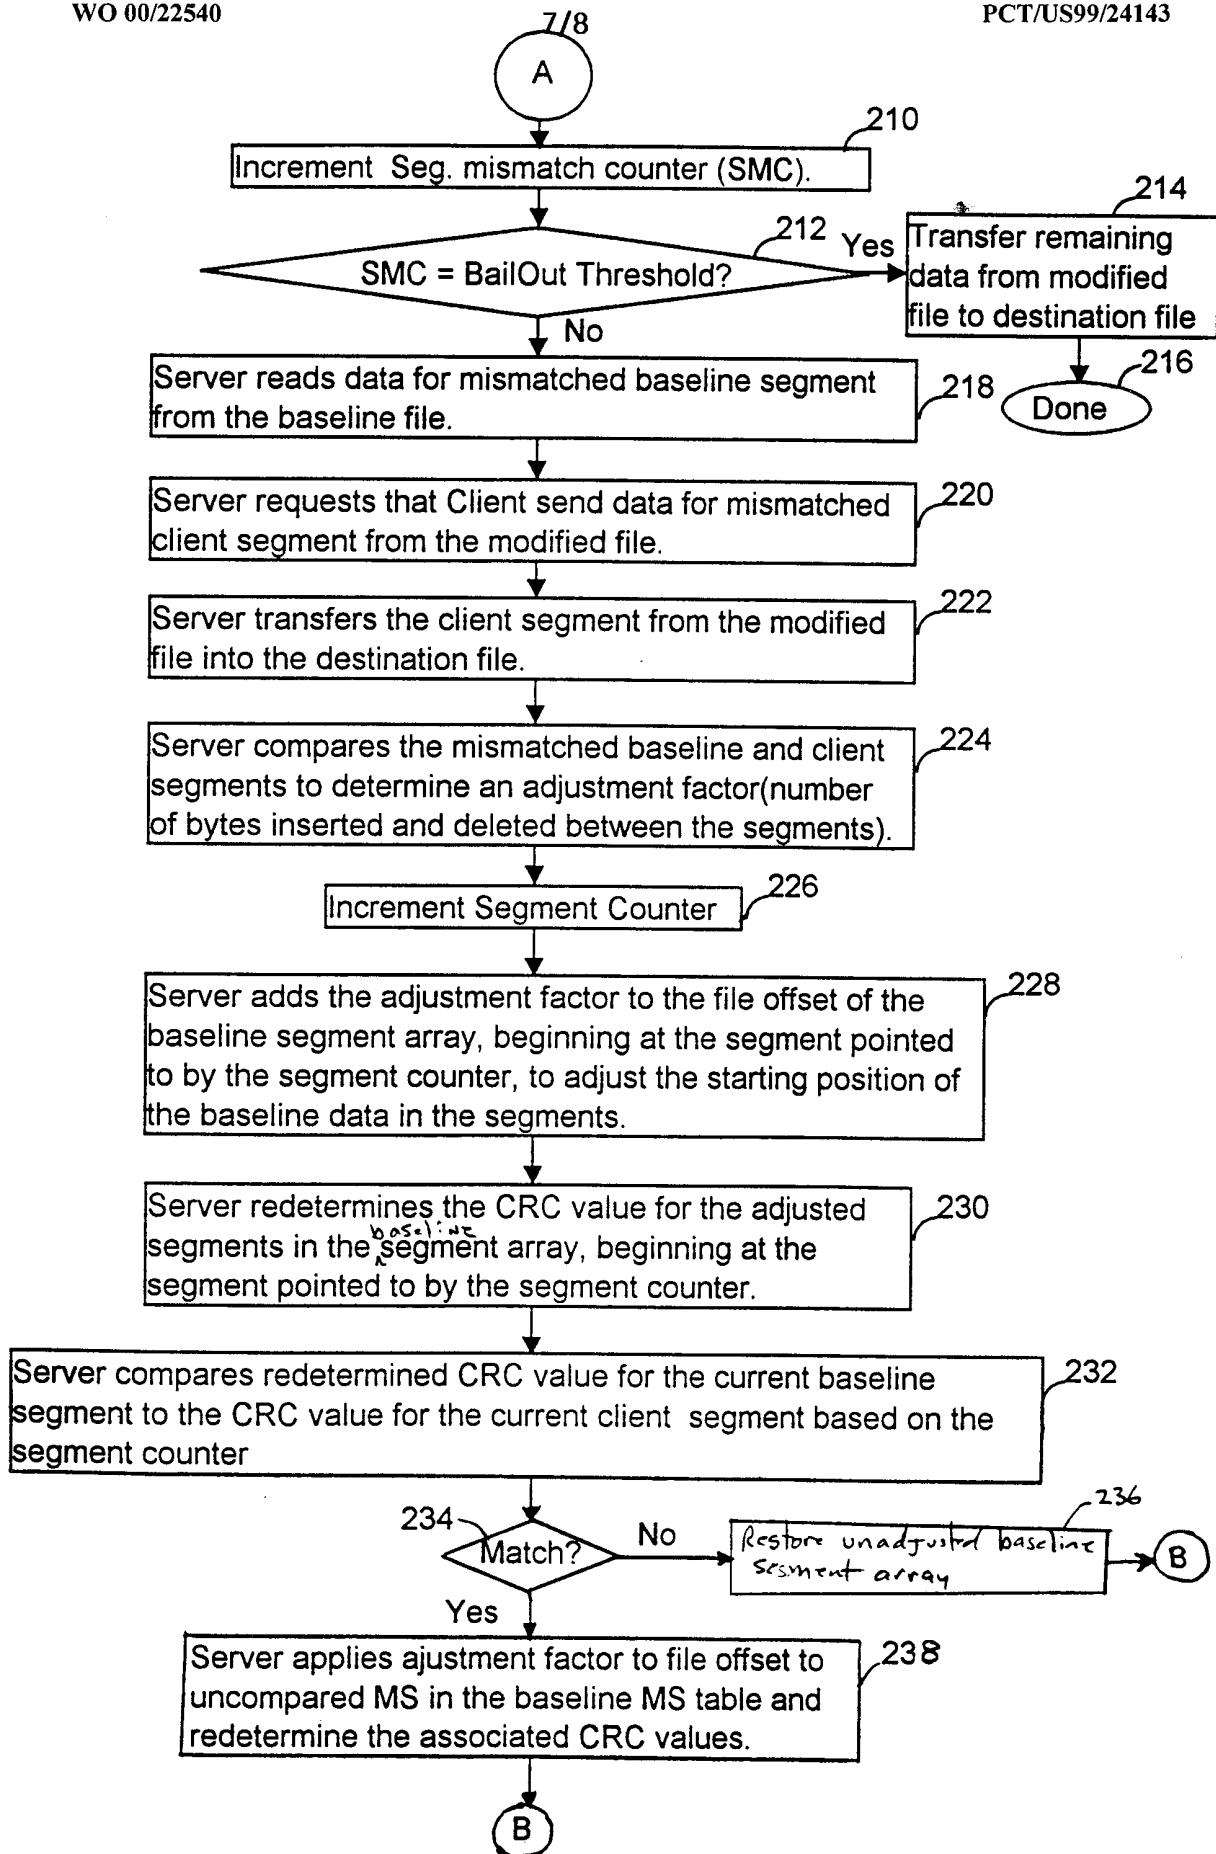 WO 00/22540
PCT/US99/24143
7/8
A
210
Increment Seg. mismatch counter (SMC).
214
212
SMC = BailOut Threshold?
Yes
Transfer remaining
data from modified
file to destination file
No
216
Done
Server reads data for mismatched baseline segment
from the baseline file.
218
Server requests that Client send data for mismatched
client segment from the modified file.
220
Server transfers the client segment from the modified
file into the destination file.
222
Server compares the mismatched baseline and client
segments to determine an adjustment factor(number
of bytes inserted and deleted between the segments).
224
Increment Segment Counter
226
Server adds the adjustment factor to the file offset of the
baseline segment array, beginning at the segment pointed
to by the segment counter, to adjust the starting position of
the baseline data in the segments.
228
Server redetermines the CRC value for the adjusted
baseline
segments in the segment array, beginning at the
segment pointed to by the segment counter.
230
Server compares redetermined CRC value for the current baseline
segment to the CRC value for the current client segment based on the
segment counter
232
234
Match?
No
236
Restore unadjusted baseline
segment array
B
Yes
Server applies ajustment factor to file offset to
uncompared MS in the baseline MS table and
redetermine the associated CRC values.
238
B